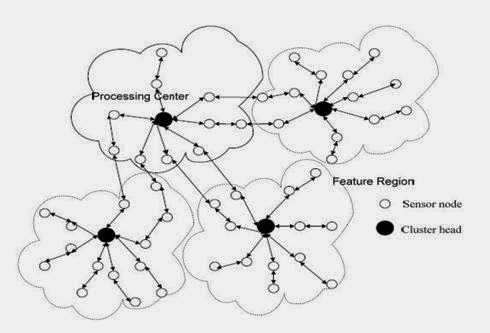 Processing Center
Feature Region
Sensor node
Cluster head